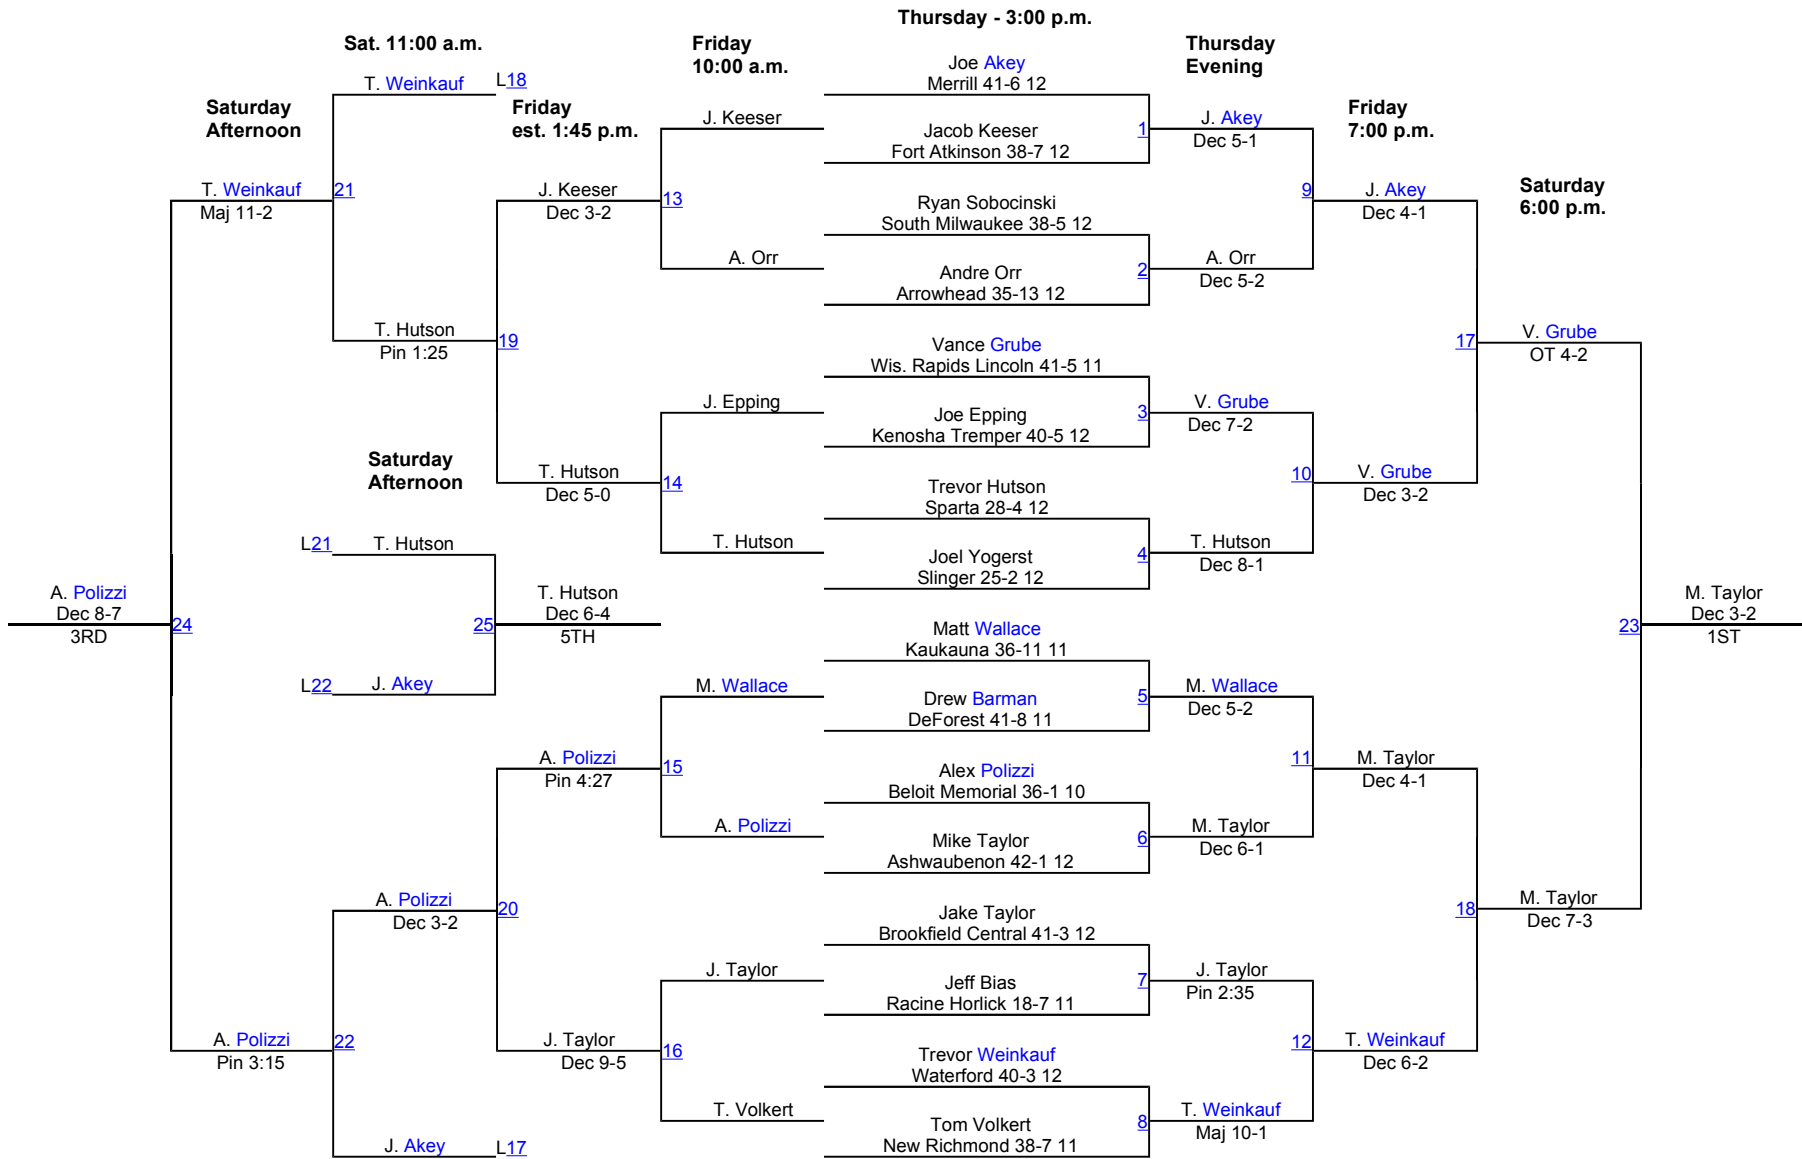 Thursday - 3:00 p.m.
Sat. 11:00 a.m.
Friday
10:00 a.m.
Thursday
Evening
Joe Akey
Merrill 41-6 12
T. Weinkauf L18
Saturday
Afternoon
Friday
est. 1:45 p.m.
Friday
7:00 p.m.
J. Keeser
Jacob Keeser
Fort Atkinson 38-7 12
1
J. Akey
Dec 5-1
T. Weinkauf
Maj 11-2
21
J. Keeser
Dec 3-2
13
Ryan Sobocinski
South Milwaukee 38-5 12
9
J. Akey
Dec 4-1
Saturday
6:00 p.m.
A. Orr
Andre Orr
Arrowhead 35-13 12
2
A. Orr
Dec 5-2
T. Hutson
Pin 1:25
19
Vance Grube
Wis. Rapids Lincoln 41-5 11
17
V. Grube
OT 4-2
J. Epping
Joe Epping
Kenosha Tremper 40-5 12
3
V. Grube
Dec 7-2
Saturday
Afternoon
T. Hutson
Dec 5-0
14
Trevor Hutson
Sparta 28-4 12
10
V. Grube
Dec 3-2
L21
T. Hutson
T. Hutson
Joel Yogerst
Slinger 25-2 12
4
T. Hutson
Dec 8-1
A. Polizzi
Dec 8-7
3RD
24
25
T. Hutson
Dec 6-4
5TH
Matt Wallace
Kaukauna 36-11 11
23
M. Taylor
Dec 3-2
1ST
L22
J. Akey
M. Wallace
Drew Barman
DeForest 41-8 11
5
M. Wallace
Dec 5-2
A. Polizzi
Pin 4:27
15
Alex Polizzi
Beloit Memorial 36-1 10
11
M. Taylor
Dec 4-1
A. Polizzi
Mike Taylor
Ashwaubenon 42-1 12
6
M. Taylor
Dec 6-1
A. Polizzi
Dec 3-2
20
Jake Taylor
Brookfield Central 41-3 12
18
M. Taylor
Dec 7-3
J. Taylor
Jeff Bias
Racine Horlick 18-7 11
7
J. Taylor
Pin 2:35
A. Polizzi
Pin 3:15
22
J. Taylor
Dec 9-5
16
Trevor Weinkauf
Waterford 40-3 12
12
T. Weinkauf
Dec 6-2
T. Volkert
Tom Volkert
New Richmond 38-7 11
8
T. Weinkauf
Maj 10-1
J. Akey L17